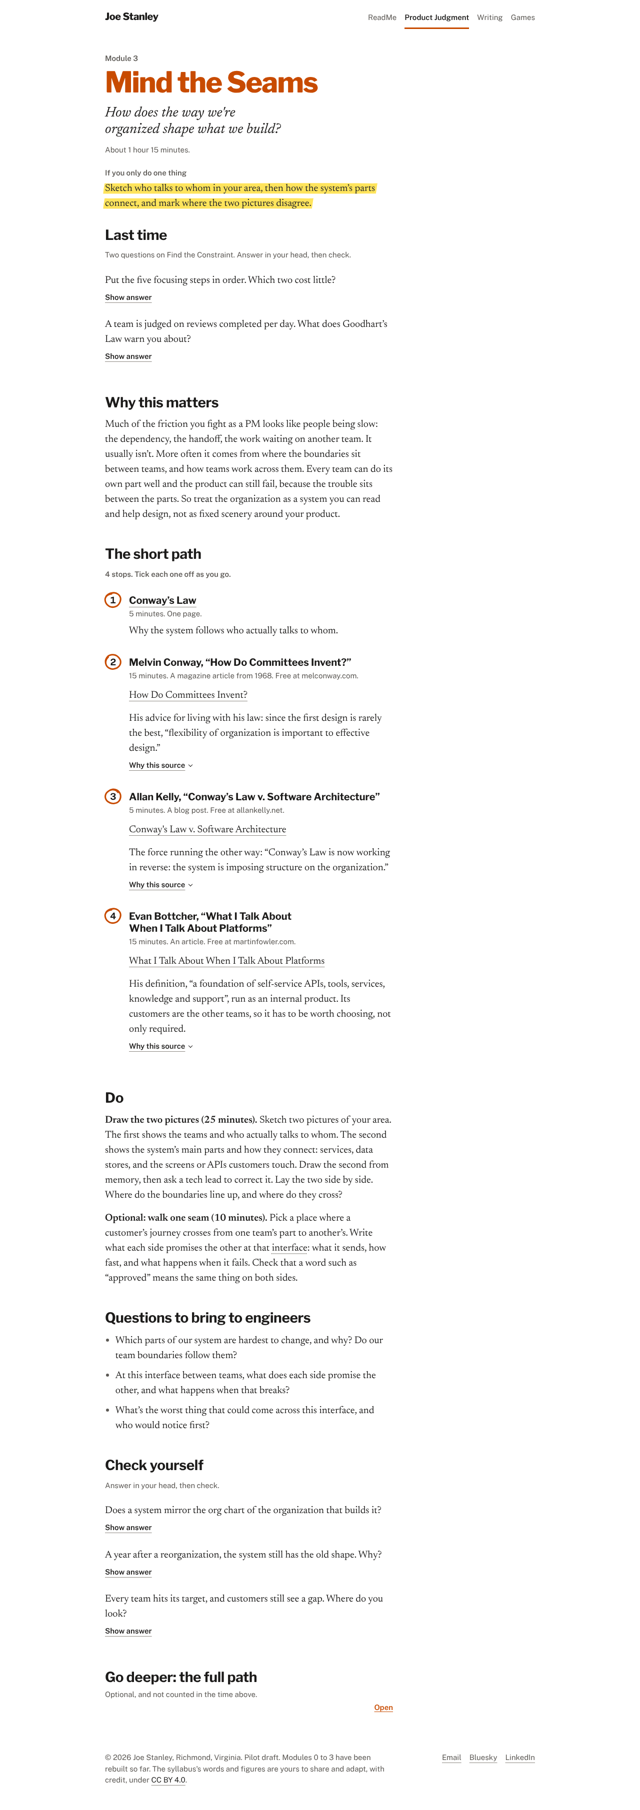 Joe Stanley
ReadMe Product Judgment Writing Games
Module 3
Mind the Seams
How does the way we're
organized shape what we build?
About 1 hour 15 minutes.
If you only do one thing
Sketch who talks to whom in your area, then how the system's parts
connect, and mark where the two pictures disagree.
Last time
Two questions on Find the Constraint. Answer in your head, then check.
Put the five focusing steps in order. Which two cost little?
Show answer
A team is judged on reviews completed per day. What does Goodhart's
Law warn you about?
Show answer
Why this matters
Much of the friction you fight as a PM looks like people being slow:
the dependency, the handoff, the work waiting on another team. It
usually isn't. More often it comes from where the boundaries sit
between teams, and how teams work across them. Every team can do its
own part well and the product can still fail, because the trouble sits
between the parts. So treat the organization as a system you can read
and help design, not as fixed scenery around your product.
The short path
4 stops. Tick each one off as you go.
1 Conway's Law
5 minutes. One page.
Why the system follows who actually talks to whom.
2 Melvin Conway, “How Do Committees Invent?”
15 minutes. A magazine article from 1968. Free at melconway.com.
How Do Committees Invent?
His advice for living with his law: since the first design is rarely
the best, “flexibility of organization is important to effective
design.”
Why this source
3 Allan Kelly, “Conway's Law v. Software Architecture”
5 minutes. A blog post. Free at allankelly.net.
Conway's Law v. Software Architecture
The force running the other way: “Conway's Law is now working
in reverse: the system is imposing structure on the organization.”
Why this source
4 Evan Bottcher, “What I Talk About
When I Talk About Platforms”
15 minutes. An article. Free at martinfowler.com.
What I Talk About When I Talk About Platforms
His definition, “a foundation of self-service APIs, tools, services,
knowledge and support”, run as an internal product. Its
customers are the other teams, so it has to be worth choosing, not
only required.
Why this source
Do
Draw the two pictures (25 minutes). Sketch two pictures of your area.
The first shows the teams and who actually talks to whom. The second
shows the system's main parts and how they connect: services, data
stores, and the screens or APIs customers touch. Draw the second from
memory, then ask a tech lead to correct it. Lay the two side by side.
Where do the boundaries line up, and where do they cross?
Optional: walk one seam (10 minutes). Pick a place where a
customer's journey crosses from one team's part to another's. Write
what each side promises the other at that interface: what it sends, how
fast, and what happens when it fails. Check that a word such as
“approved” means the same thing on both sides.
Questions to bring to engineers
• Which parts of our system are hardest to change, and why? Do our
team boundaries follow them?
• At this interface between teams, what does each side promise the
other, and what happens when that breaks?
• What's the worst thing that could come across this interface, and
who would notice first?
Check yourself
Answer in your head, then check.
Does a system mirror the org chart of the organization that builds it?
Show answer
A year after a reorganization, the system still has the old shape. Why?
Show answer
Every team hits its target, and customers still see a gap. Where do you
look?
Show answer
Go deeper: the full path
Optional, and not counted in the time above.
Open
© 2026 Joe Stanley, Richmond, Virginia. Pilot draft. Modules 0 to 3 have been
rebuilt so far. The syllabus's words and figures are yours to share and adapt, with
credit, under CC BY 4.0.
Email Bluesky LinkedIn